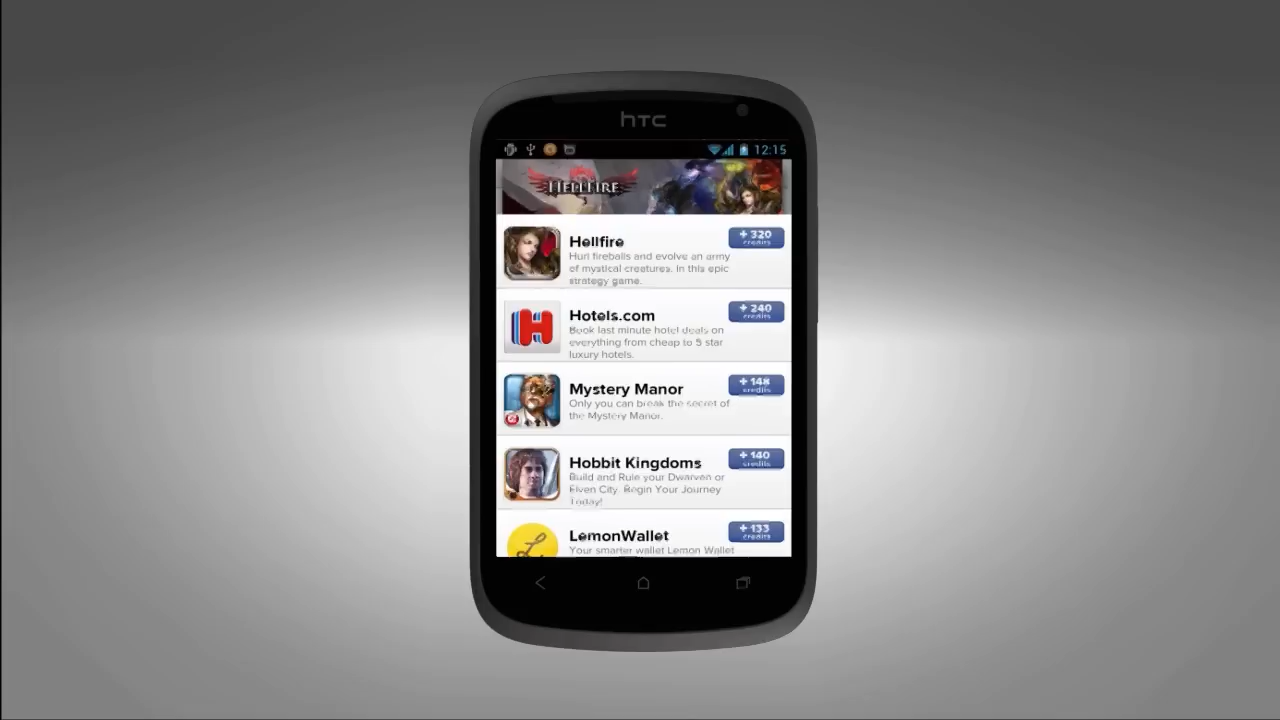 hTC
12:15
HELLFIRE
Hellfire
+ 320
credits
Hurl fireballs and evolve an army
of mystical creatures. In this epic
strategy game.
Hotels.com
+ 240
credits
Book last minute hotel deals on
everything from cheap to 5 star
luxury hotels.
Mystery Manor
+ 148
credits
Only you can break the secret of
the Mystery Manor.
Hobbit Kingdoms
+ 140
credits
Build and Rule your Dwarven or
Elven City. Begin Your Journey
Today!
LemonWallet
+ 133
credits
Your smarter wallet Lemon Wallet